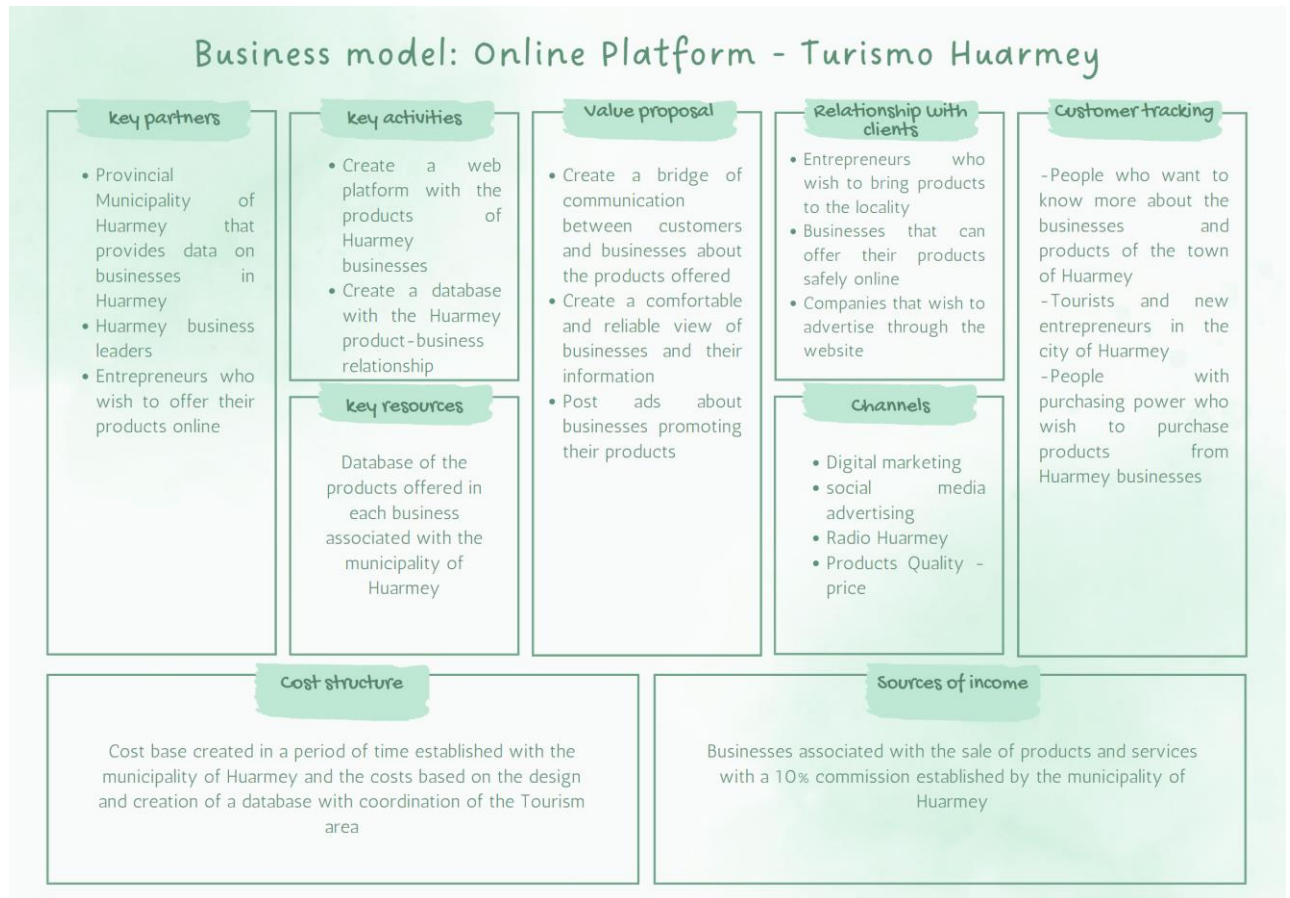 Business model: Online Platform - Turismo Huarmey
key partners
• Provincial
Municipality of
Huarmey that
provides data on
businesses in
Huarmey
• Huarmey business
leaders
• Entrepreneurs who
wish to offer their
products online
key activities
• Create a web
platform with the
products of
Huarmey
businesses
• Create a database
with the Huarmey
product-business
relationship
key resources
Database of the
products offered in
each business
associated with the
municipality of
Huarmey
Value proposal
• Create a bridge of
communication
between customers
and businesses about
the products offered
• Create a comfortable
and reliable view of
businesses and their
information
• Post ads about
businesses promoting
their products
Relationship with
clients
• Entrepreneurs who
wish to bring products
to the locality
• Businesses that can
offer their products
safely online
• Companies that wish to
advertise through the
website
Channels
• Digital marketing
• social media
advertising
• Radio Huarmey
• Products Quality -
price
Customer tracking
-People who want to
know more about the
businesses and
products of the town
of Huarmey
-Tourists and new
entrepreneurs in the
city of Huarmey
-People with
purchasing power who
wish to purchase
products from
Huarmey businesses
Cost structure
Cost base created in a period of time established with the
municipality of Huarmey and the costs based on the design
and creation of a database with coordination of the Tourism
area
Sources of income
Businesses associated with the sale of products and services
with a 10% commission established by the municipality of
Huarmey